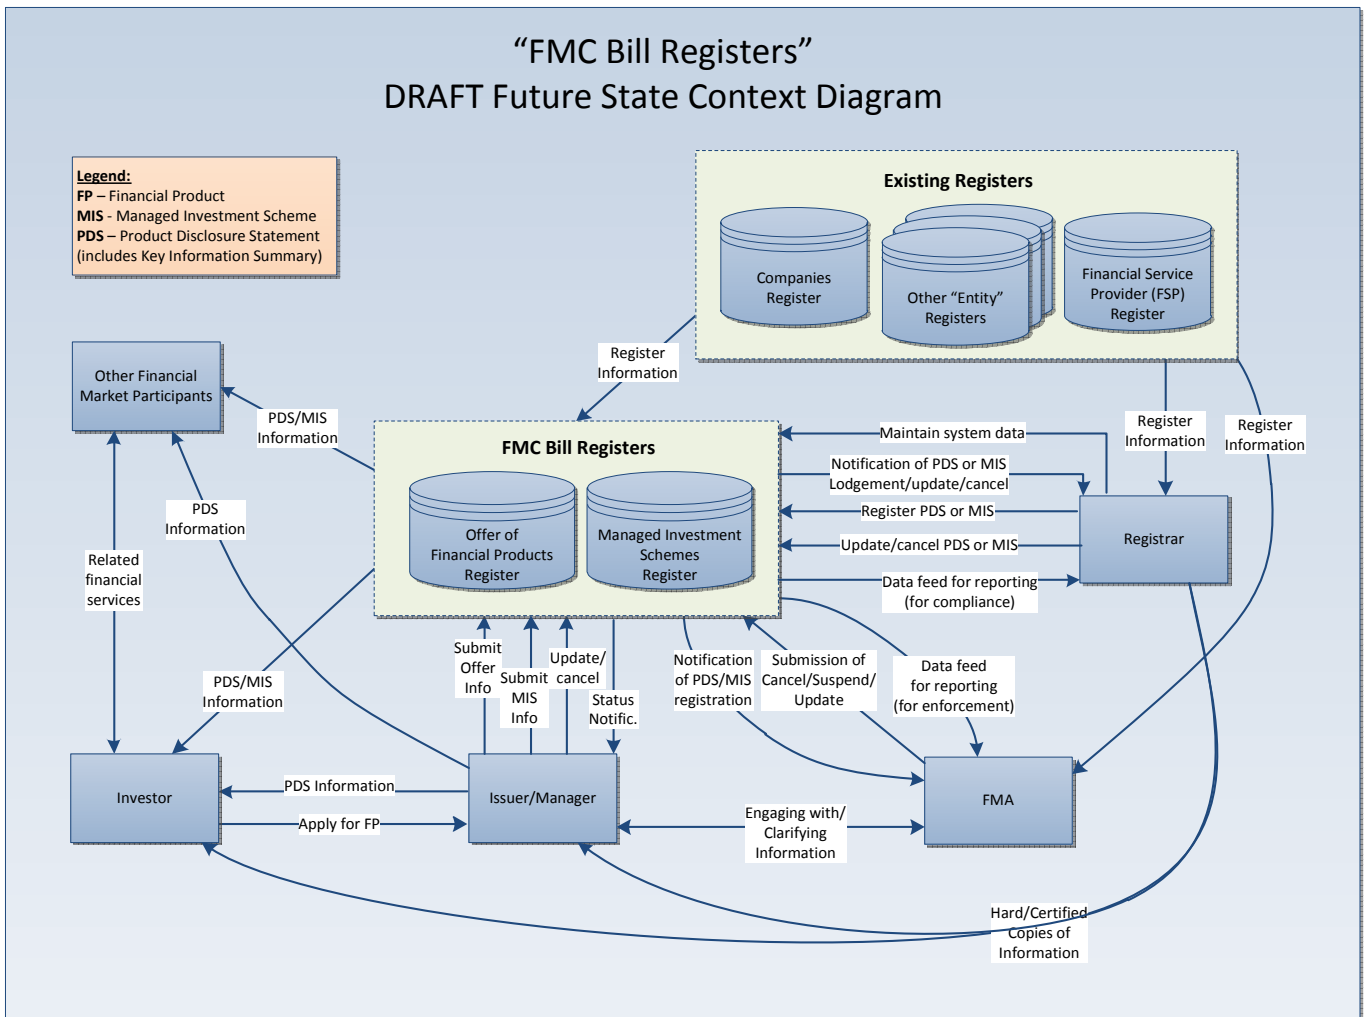 “FMC Bill Registers”
DRAFT Future State Context Diagram
Legend:
FP – Financial Product
MIS - Managed Investment Scheme
PDS – Product Disclosure Statement
(includes Key Information Summary)
Existing Registers
Companies
Register
Other “Entity”
Registers
Financial Service
Provider (FSP)
Register
Register
Information
Register
Information
Register
Information
Other Financial
Market Participants
PDS/MIS
Information
PDS
Information
Related
financial
services
FMC Bill Registers
Offer of
Financial Products
Register
Managed Investment
Schemes
Register
Maintain system data
Notification of PDS or MIS
Lodgement/update/cancel
Register PDS or MIS
Update/cancel PDS or MIS
Data feed for reporting
(for compliance)
Registrar
PDS/MIS
Information
Submit
Offer
Info
Submit
MIS
Info
Update/
cancel
Status
Notific.
Notification
of PDS/MIS
registration
Submission of
Cancel/Suspend/
Update
Data feed
for reporting
(for enforcement)
Investor
PDS Information
Apply for FP
Issuer/Manager
Engaging with/
Clarifying
Information
FMA
Hard/Certified
Copies of
Information